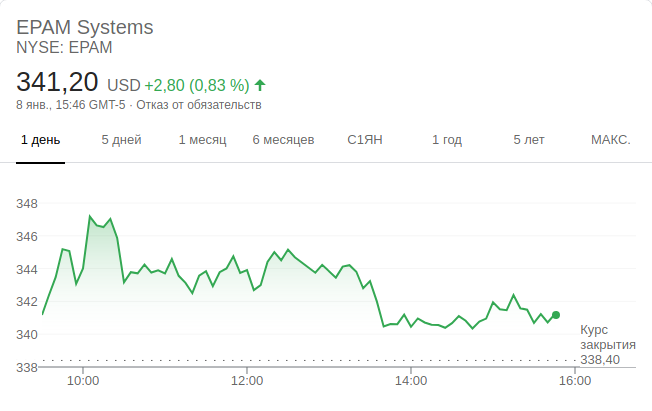 EPAM Systems
NYSE: EPAM
341,20 USD +2,80 (0,83 %)
8 янв., 15:46 GMT-5 · Отказ от обязательств
1 день 5 дней 1 месяц 6 месяцев С1ЯН 1 год 5 лет МАКС.
348
346
344
342
340
Курс
закрытия
338,40
338
10:00 12:00 14:00 16:00